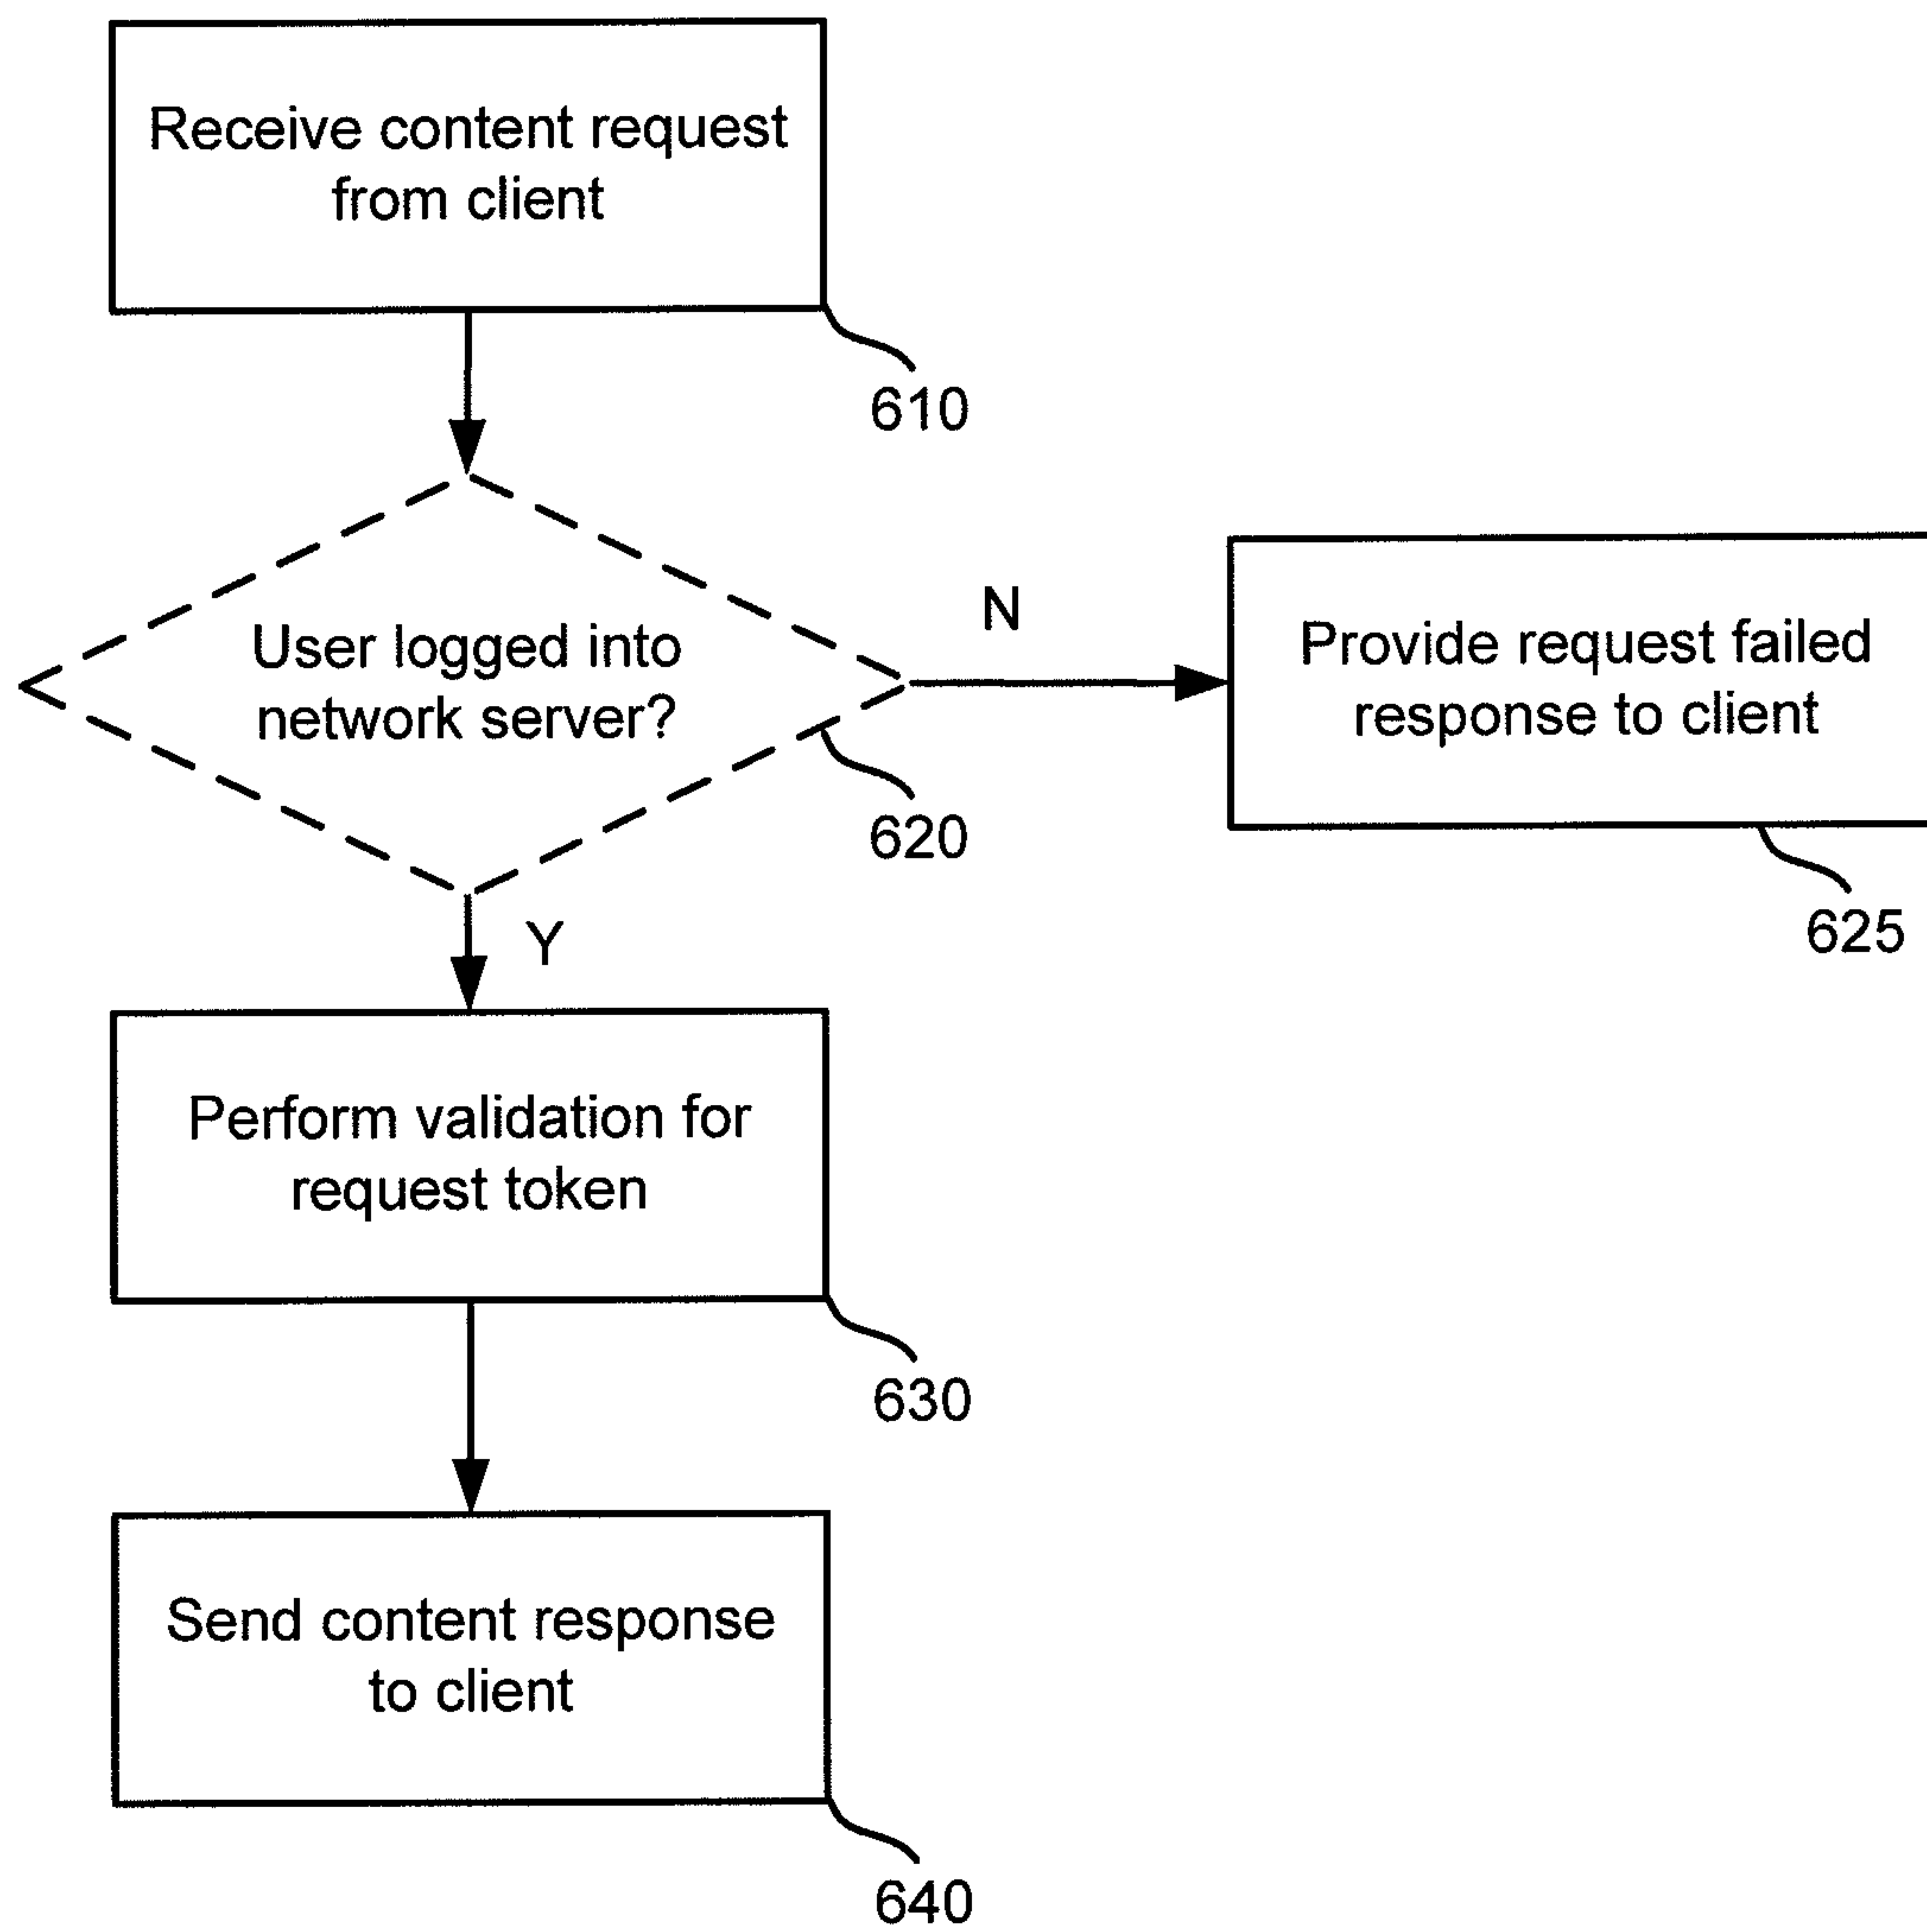 Receive content request
from client
610
User logged into
network server?
N
620
Provide request failed
response to client
625
Y
Perform validation for
request token
630
Send content response
to client
640